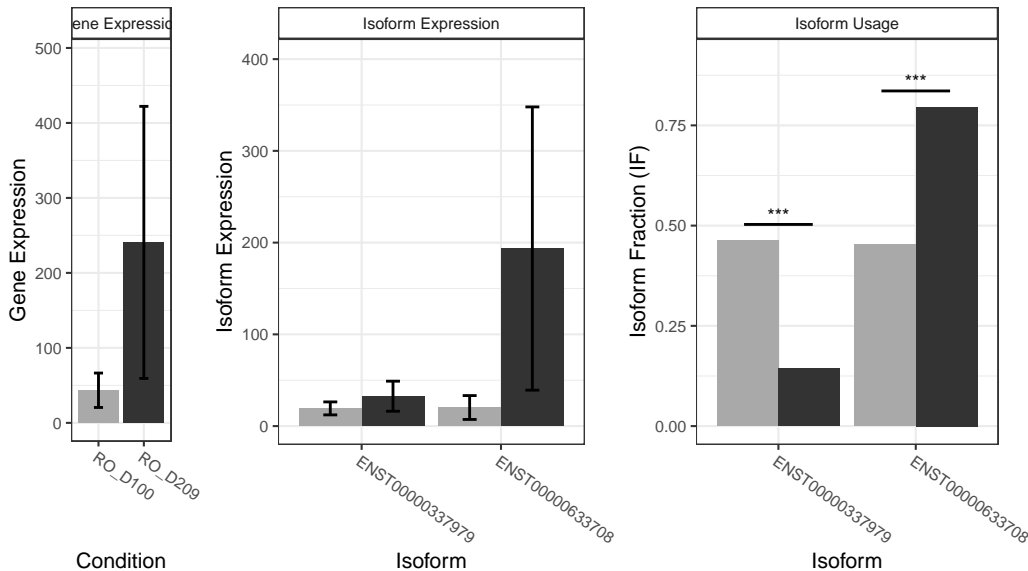 ene Expressio
Gene Expression
500
400
300
200
100
0
RO_D100
RO_D209
Condition
Isoform Expression
Isoform Expression
400
300
200
100
0
ENST00000337979
ENST00000633708
Isoform
Isoform Usage
Isoform Fraction (IF)
0.75
0.50
0.25
0.00
***
***
ENST00000337979
ENST00000633708
Isoform